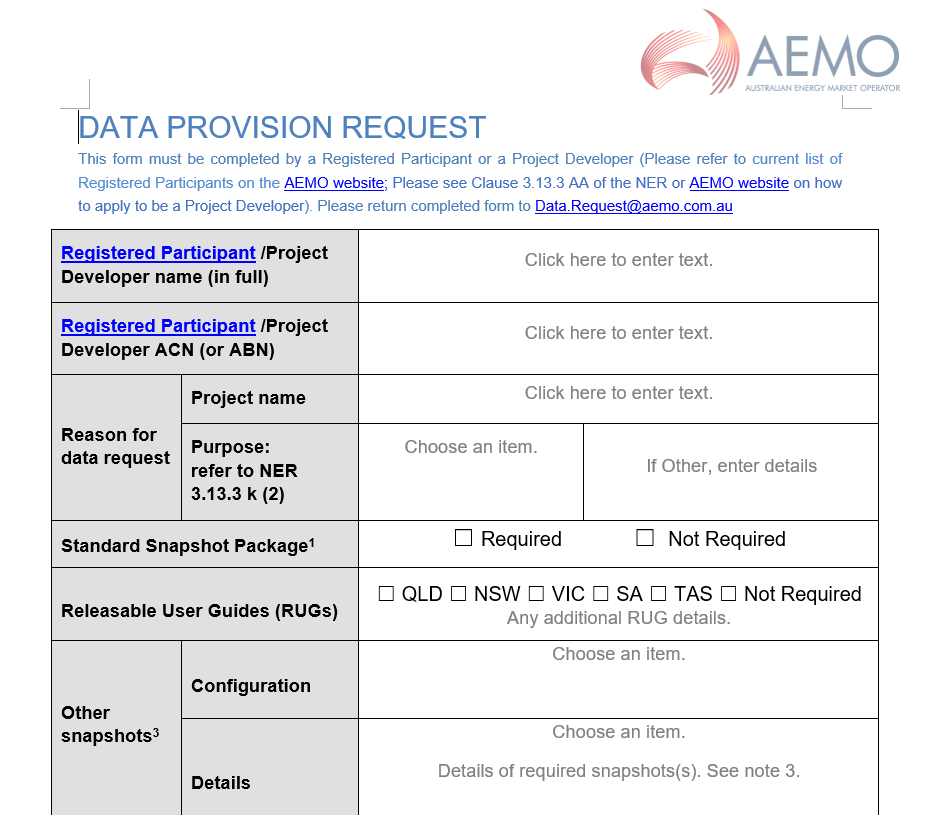 AEMO
AUSTRALIAN ENERGY MARKET OPERATOR
DATA PROVISION REQUEST
This form must be completed by a Registered Participant or a Project Developer (Please refer to current list of
Registered Participants on the AEMO website; Please see Clause 3.13.3 AA of the NER or AEMO website on how
to apply to be a Project Developer). Please return completed form to Data.Request@aemo.com.au
Registered Participant /Project
Developer name (in full)
Click here to enter text.
Registered Participant /Project
Developer ACN (or ABN)
Click here to enter text.
Reason for
data request
Project name
Click here to enter text.
Purpose:
refer to NER
3.13.3 k (2)
Choose an item.
If Other, enter details
Standard Snapshot Package¹
☐ Required ☐ Not Required
Releasable User Guides (RUGs)
☐ QLD ☐ NSW ☐ VIC ☐ SA ☐ TAS ☐ Not Required
Any additional RUG details.
Other
snapshots³
Configuration
Choose an item.
Details
Choose an item.
Details of required snapshots(s). See note 3.